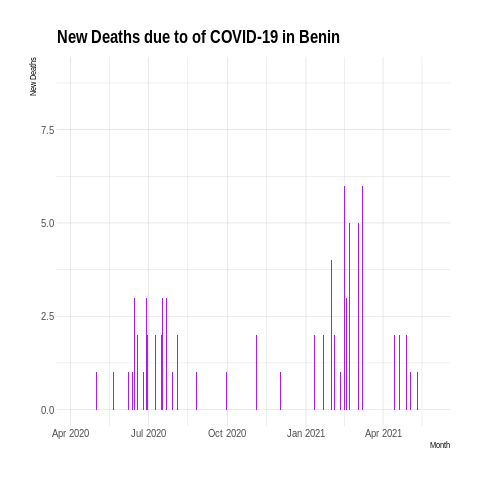 New Deaths due to of COVID-19 in Benin
New Deaths
7.5
5.0
2.5
0.0
Apr 2020 Jul 2020 Oct 2020 Jan 2021 Apr 2021
Month